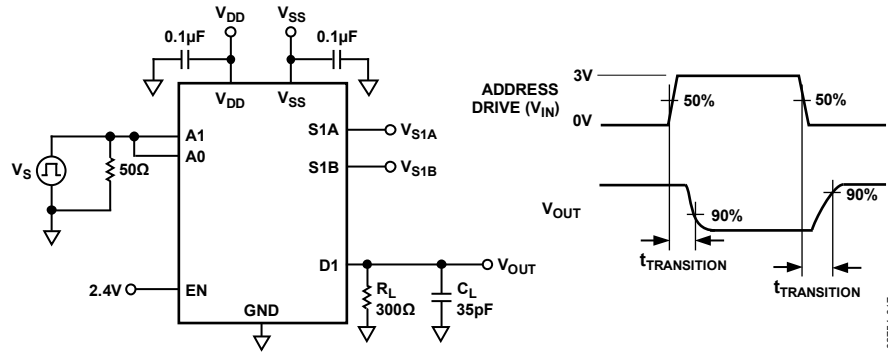 VDD
VSS
0.1µF
0.1µF
VDD
VSS
A1
A0
S1A
VS1A
S1B
VS1B
VS
50Ω
D1
VOUT
2.4V
EN
GND
RL
300Ω
CL
35pF
ADDRESS
DRIVE (VIN)
3V
0V
50%
50%
VOUT
90%
90%
tTRANSITION
tTRANSITION